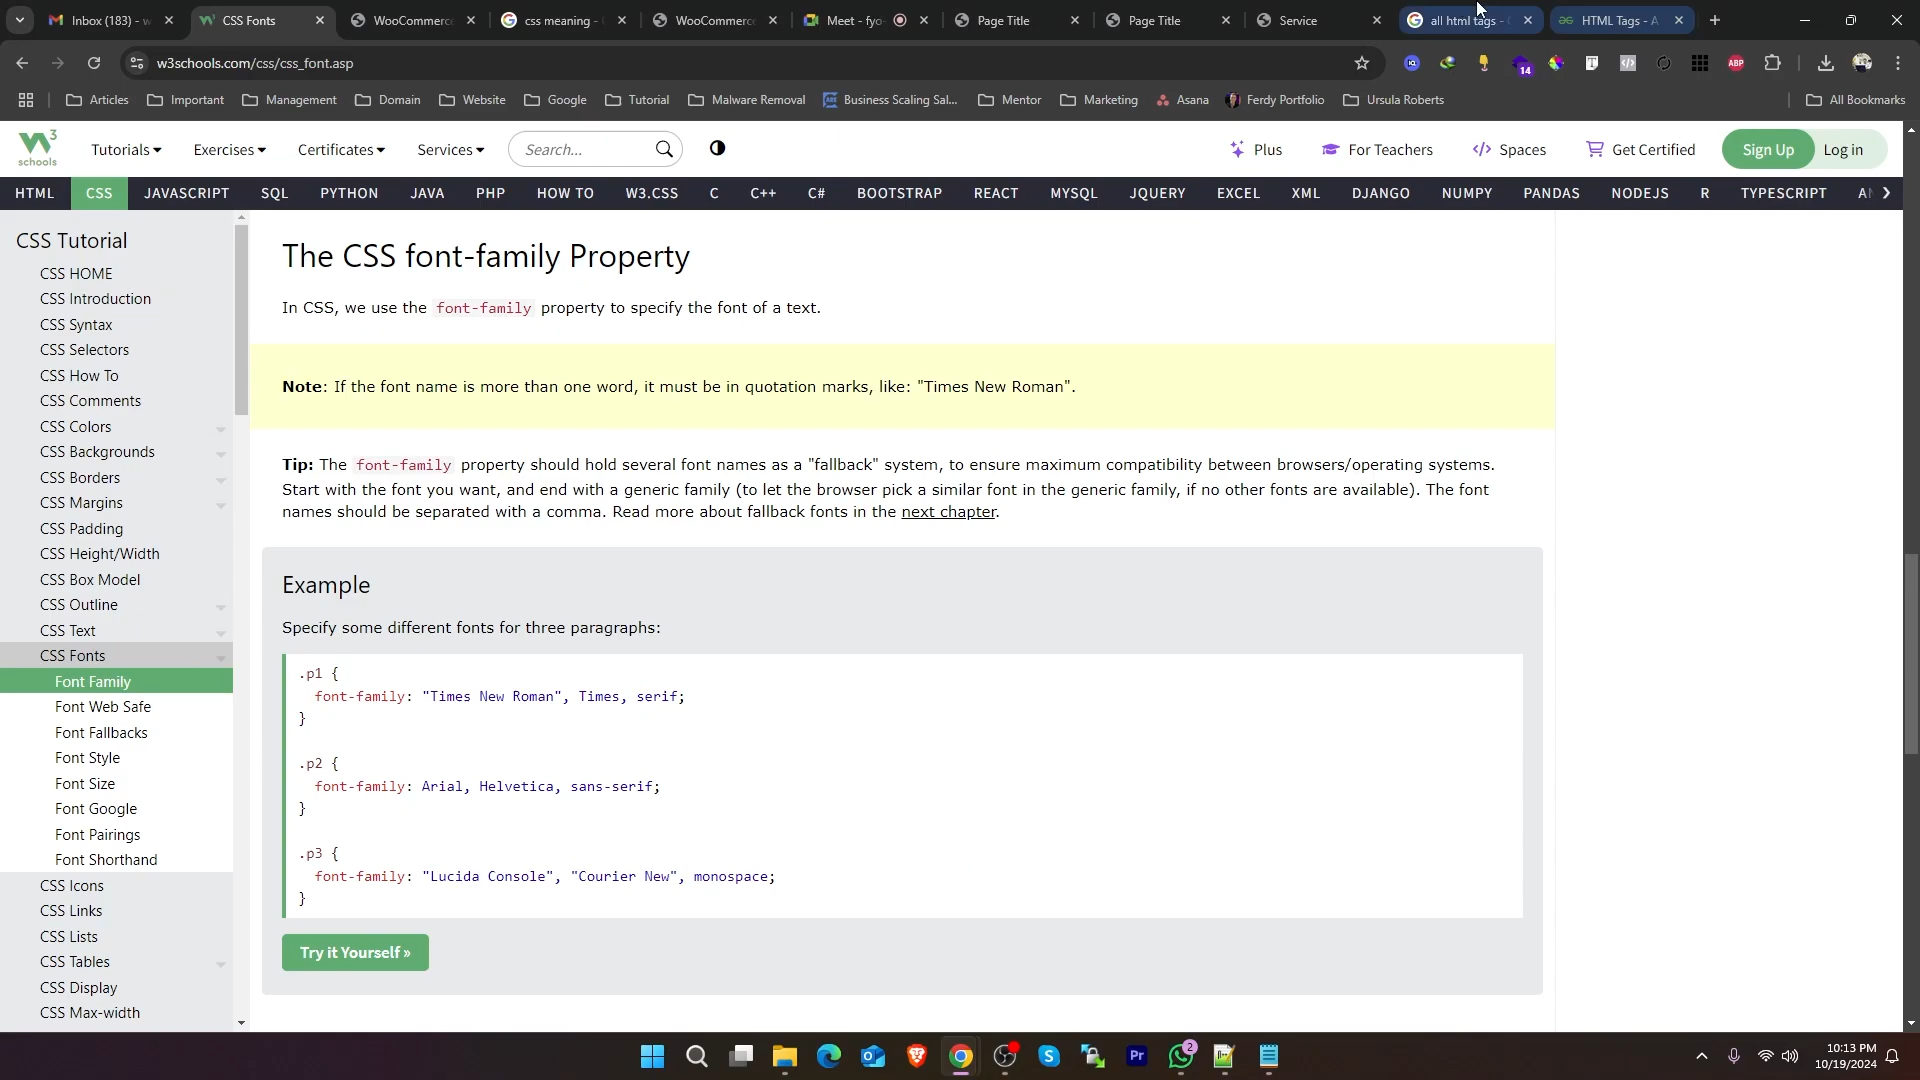 Inbox (183) - w
CSS Fonts
WooCommerc
css meaning -
WooCommerc
Meet - fyo
Page Title
Page Title
Service
all html tags -
HTML Tags - A
w3schools.com/css/css_font.asp
14
ABP
Articles
Important
Management
Domain
Website
Google
Tutorial
Malware Removal
Business Scaling Sal...
Mentor
Marketing
Asana
Ferdy Portfolio
Ursula Roberts
All Bookmarks
W3
schools
Tutorials
Exercises
Certificates
Services
Search...
Plus
For Teachers
Spaces
Get Certified
Sign Up
Log in
HTML
CSS
JAVASCRIPT
SQL
PYTHON
JAVA
PHP
HOW TO
W3.CSS
C
C++
C#
BOOTSTRAP
REACT
MYSQL
JQUERY
EXCEL
XML
DJANGO
NUMPY
PANDAS
NODEJS
R
TYPESCRIPT
CSS Tutorial
CSS HOME
CSS Introduction
CSS Syntax
CSS Selectors
CSS How To
CSS Comments
CSS Colors
CSS Backgrounds
CSS Borders
CSS Margins
CSS Padding
CSS Height/Width
CSS Box Model
CSS Outline
CSS Text
CSS Fonts
Font Family
Font Web Safe
Font Fallbacks
Font Style
Font Size
Font Google
Font Pairings
Font Shorthand
CSS Icons
CSS Links
CSS Lists
CSS Tables
CSS Display
CSS Max-width
The CSS font-family Property
In CSS, we use the font-family property to specify the font of a text.
Note: If the font name is more than one word, it must be in quotation marks, like: "Times New Roman".
Tip: The font-family property should hold several font names as a "fallback" system, to ensure maximum compatibility between browsers/operating systems.
Start with the font you want, and end with a generic family (to let the browser pick a similar font in the generic family, if no other fonts are available). The font
names should be separated with a comma. Read more about fallback fonts in the next chapter.
Example
Specify some different fonts for three paragraphs:
.p1 {
font-family: "Times New Roman", Times, serif;
}
.p2 {
font-family: Arial, Helvetica, sans-serif;
}
.p3 {
font-family: "Lucida Console", "Courier New", monospace;
}
Try it Yourself »
Pr
2
10:13 PM
10/19/2024